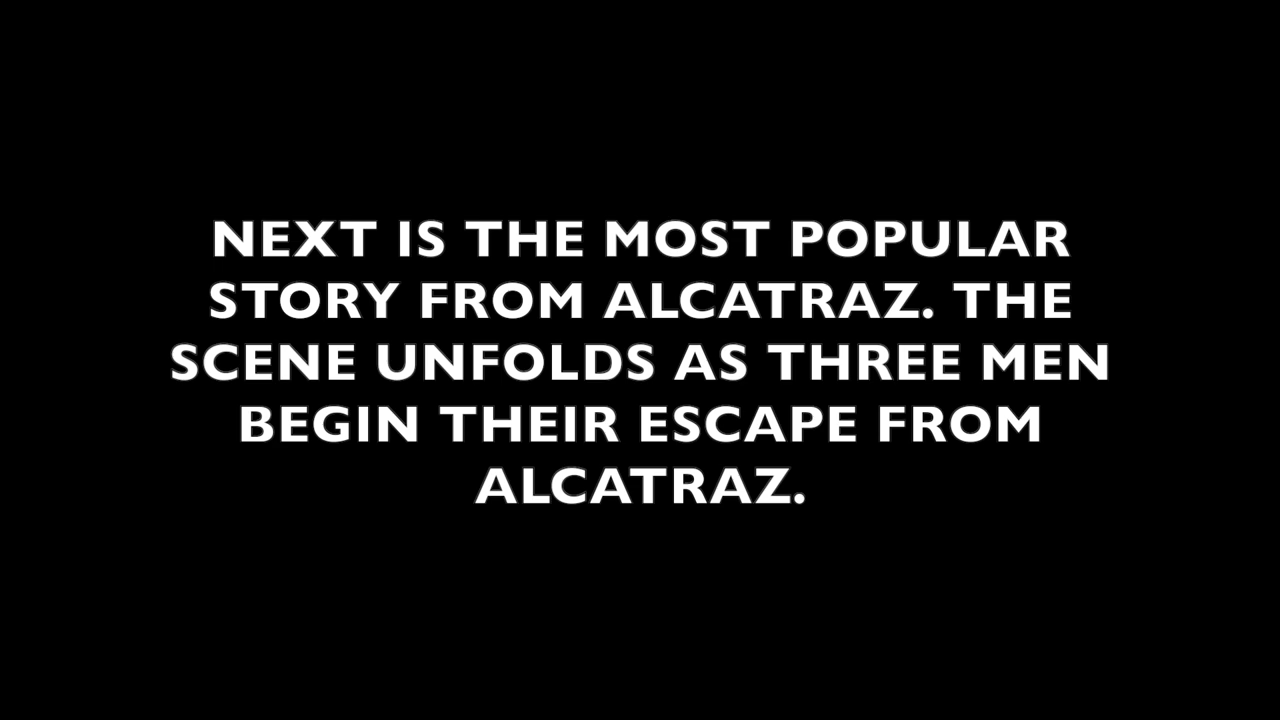 NEXT IS THE MOST POPULAR
STORY FROM ALCATRAZ. THE
SCENE UNFOLDS AS THREE MEN
BEGIN THEIR ESCAPE FROM
ALCATRAZ.